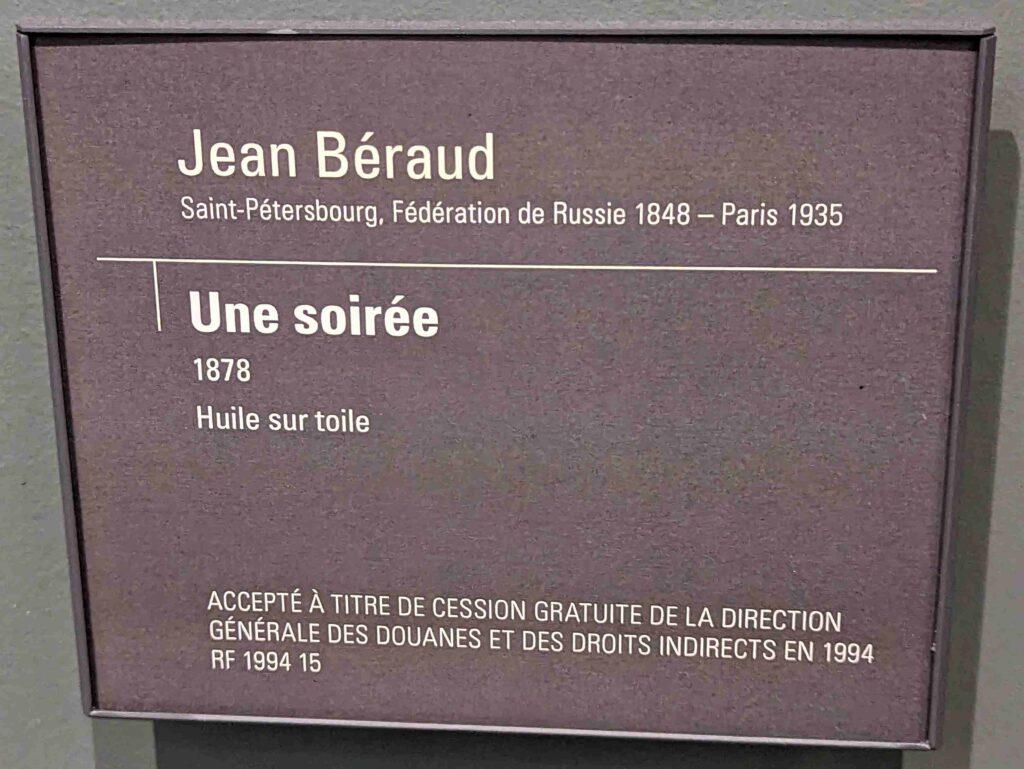 Jean Béraud
Saint-Pétersbourg, Fédération de Russie 1848 – Paris 1935
Une soirée
1878
Huile sur toile
ACCEPTÉ À TITRE DE CESSION GRATUITE DE LA DIRECTION
GÉNÉRALE DES DOUANES ET DES DROITS INDIRECTS EN 1994
RF 1994 15